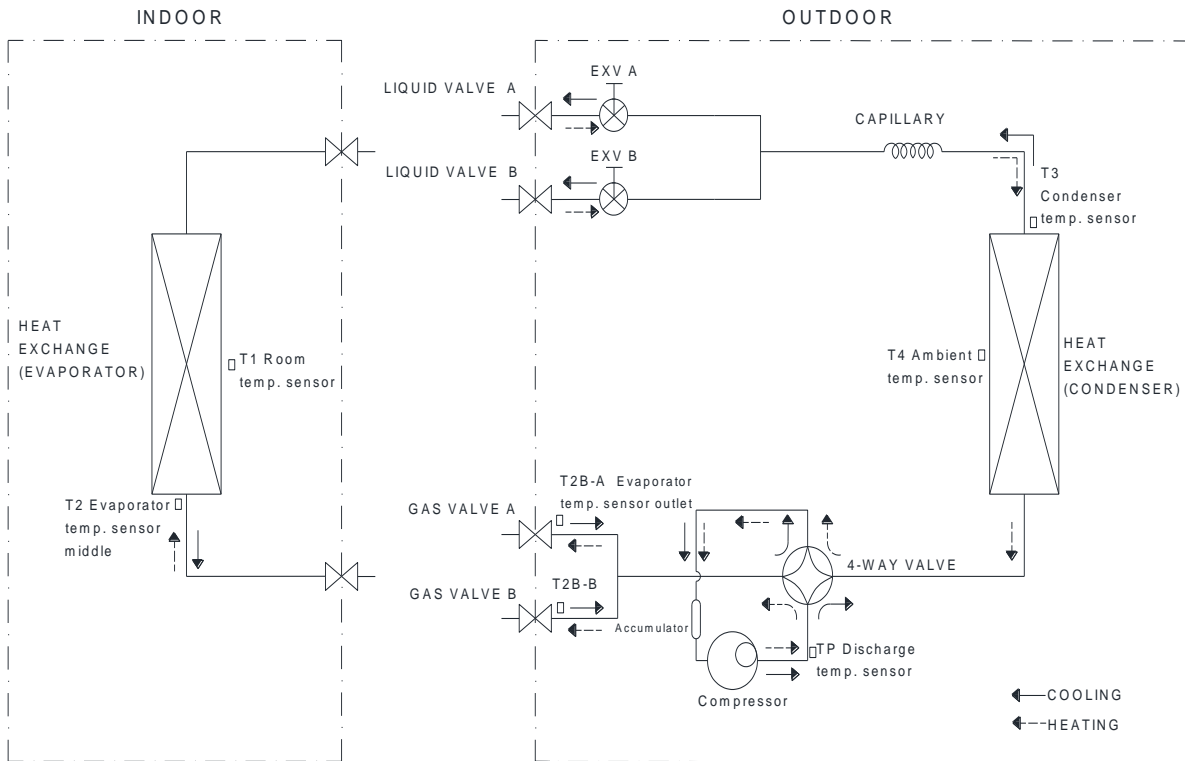 INDOOR
OUTDOOR
LIQUID VALVE A
EXV A
LIQUID VALVE B
EXV B
CAPILLARY
T3
Condenser
temp. sensor
HEAT
EXCHANGE
(EVAPORATOR)
T1 Room
temp. sensor
T4 Ambient
temp. sensor
HEAT
EXCHANGE
(CONDENSER)
T2 Evaporator
temp. sensor
middle
GAS VALVE A
T2B-A Evaporator
temp. sensor outlet
4-WAY VALVE
GAS VALVE B
T2B-B
Accumulator
TP Discharge
temp. sensor
Compressor
COOLING
HEATING